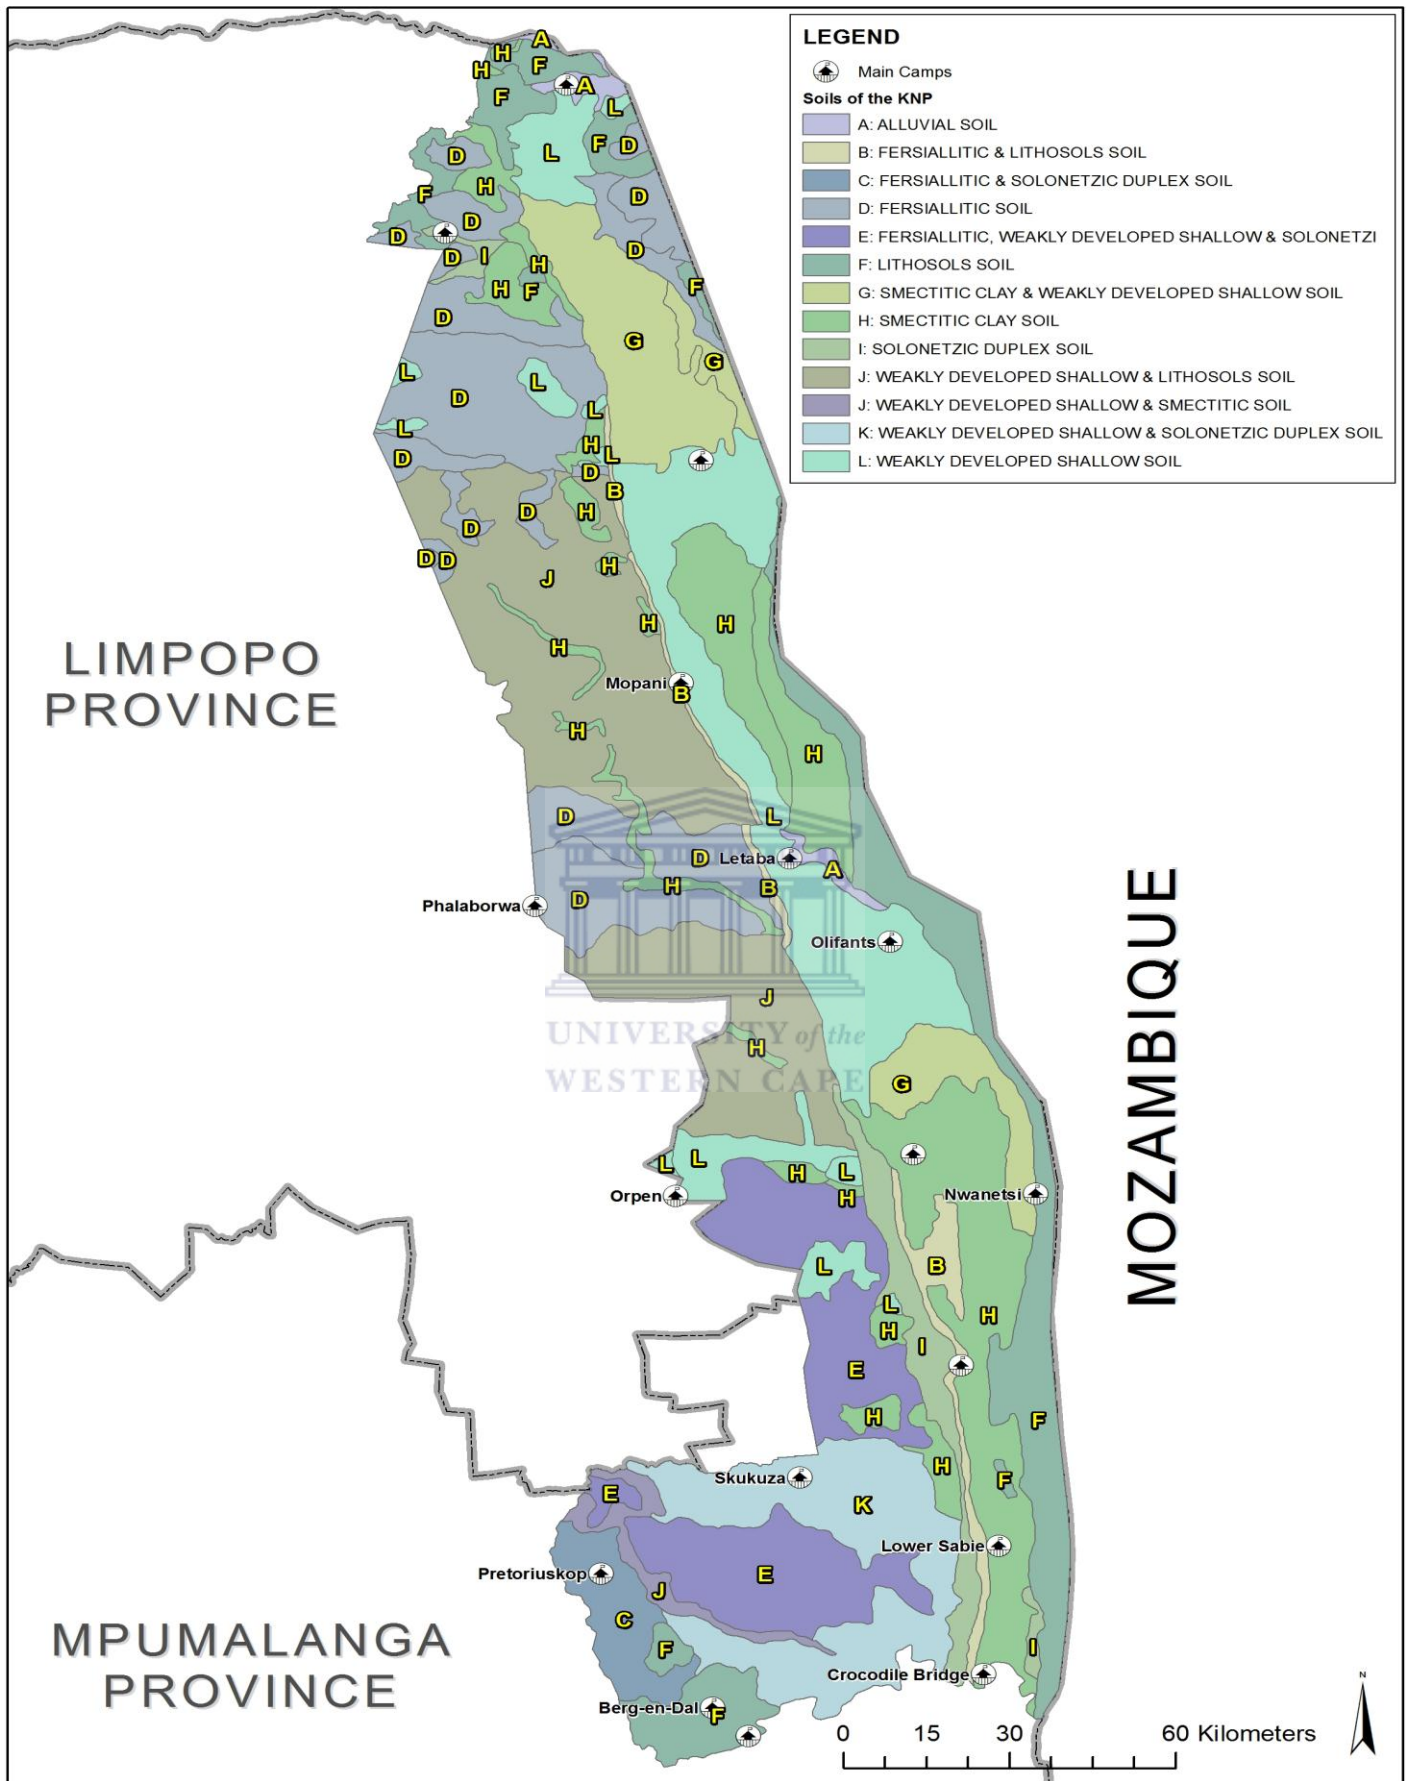 LEGEND
Main Camps
Soils of the KNP
A: ALLUVIAL SOIL
B: FERSIALLITIC & LITHOSOLS SOIL
C: FERSIALLITIC & SOLONETZIC DUPLEX SOIL
D: FERSIALLITIC SOIL
E: FERSIALLITIC, WEAKLY DEVELOPED SHALLOW & SOLONETZI
F: LITHOSOLS SOIL
G: SMECTITIC CLAY & WEAKLY DEVELOPED SHALLOW SOIL
H: SMECTITIC CLAY SOIL
I: SOLONETZIC DUPLEX SOIL
J: WEAKLY DEVELOPED SHALLOW & LITHOSOLS SOIL
J: WEAKLY DEVELOPED SHALLOW & SMECTITIC SOIL
K: WEAKLY DEVELOPED SHALLOW & SOLONETZIC DUPLEX SOIL
L: WEAKLY DEVELOPED SHALLOW SOIL
A
H
F
H
A
F
L
F
D
L
D
H
F
D
D
D
D
D
I
H
H
F
F
D
G
G
L
L
D
L
L
H
L
D
D
B
D
H
D
D
D
H
J
H
H
H
LIMPOPO
PROVINCE
Mopani
B
H
H
D
L
D
Letaba
A
H
B
D
Phalaborwa
Olifants
MOZAMBIQUE
J
UNIVERSITY of the
WESTERN CAPE
H
G
L
L
H
L
Orpen
H
Nwanetsi
B
L
L
H
H
I
E
H
F
H
F
Skukuza
E
K
Lower Sabie
Pretoriuskop
E
J
C
F
I
MPUMALANGA
PROVINCE
Crocodile Bridge
Berg-en-Dal
F
N
0 15 30 60 Kilometers